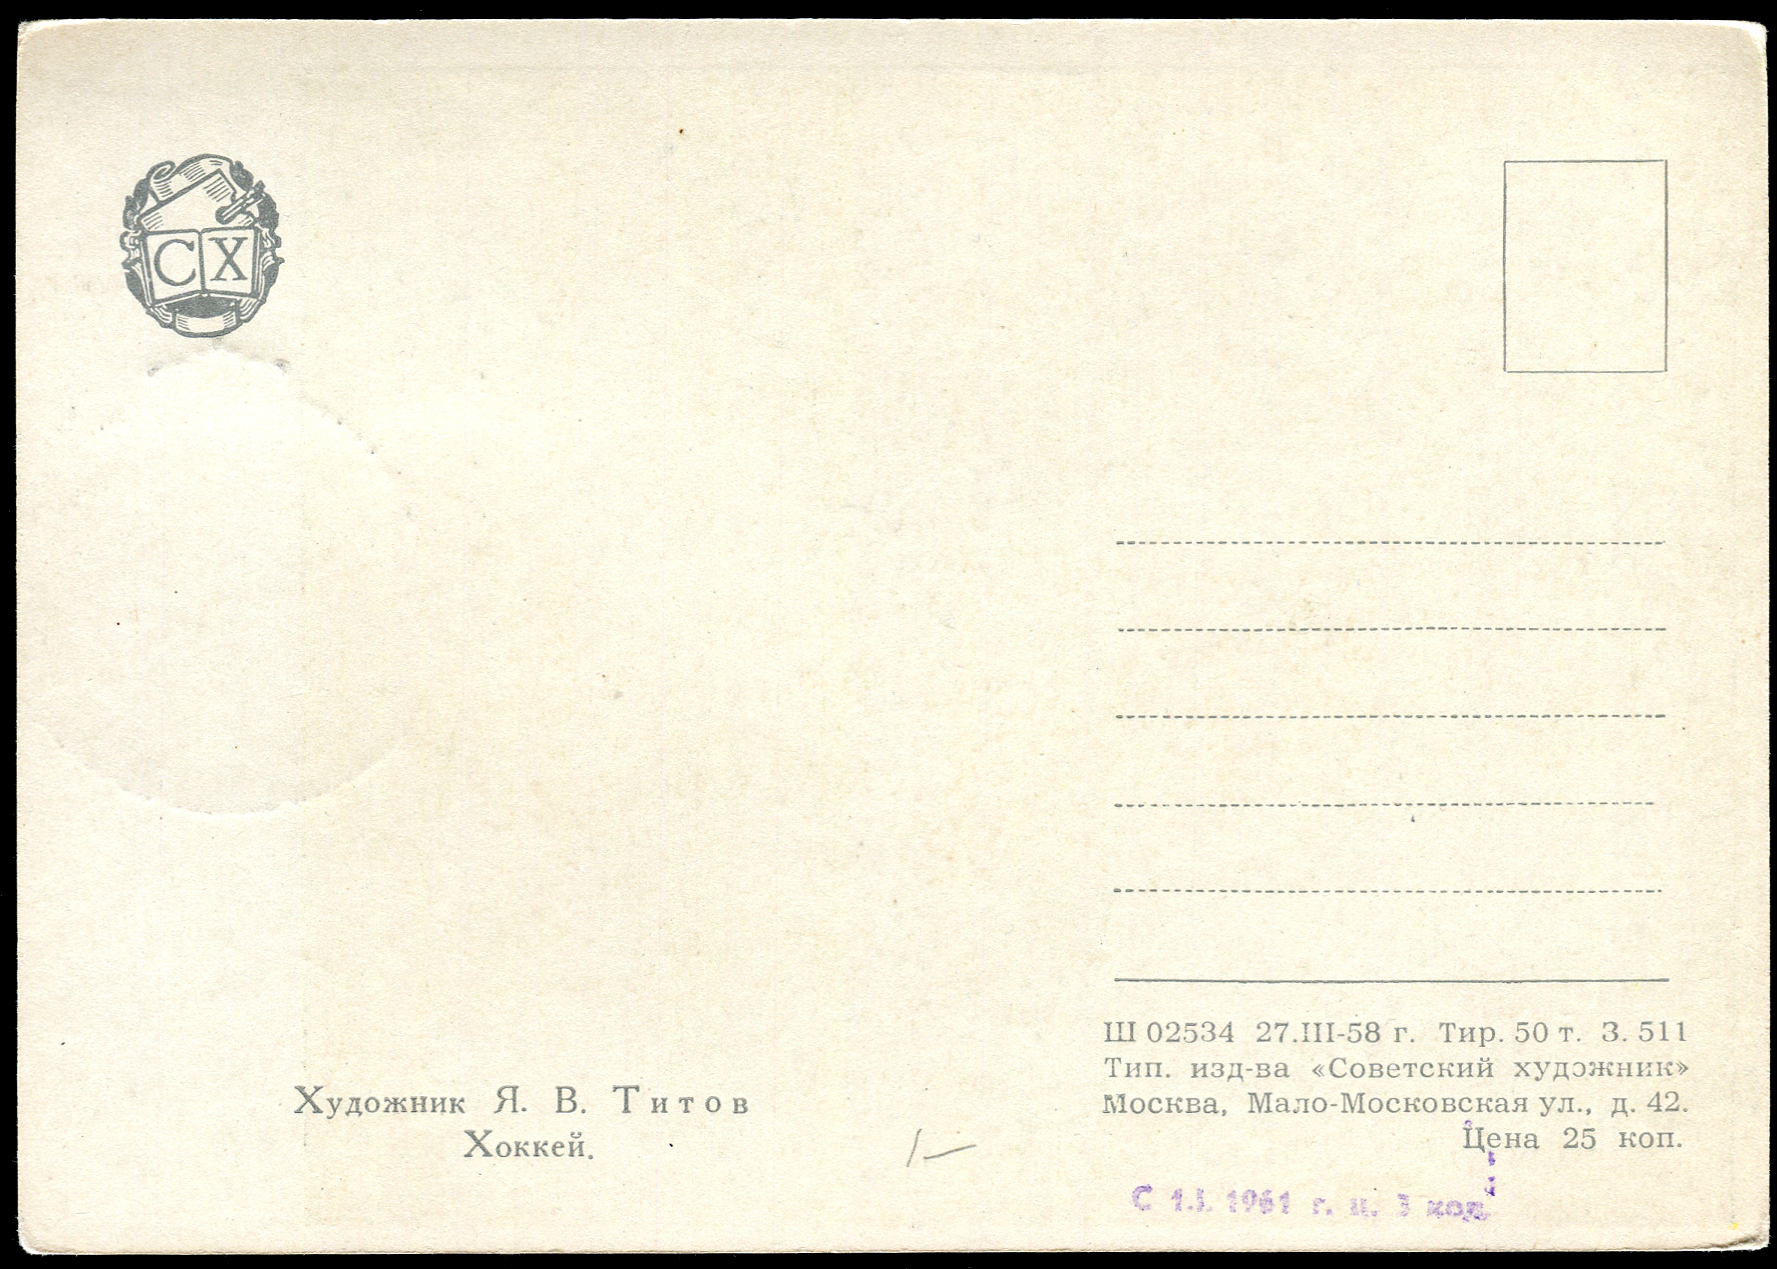 СХ
Художник Я. В. Титов
Хоккей.
Ш 02534 27.III-58 г. Тир. 50 т. З. 511
Тип. изд-ва «Советский художник»
Москва, Мало-Московская ул., д. 42.
Цена 25 коп.
1-
С 1.I. 1961 г. ц. 3 коп.